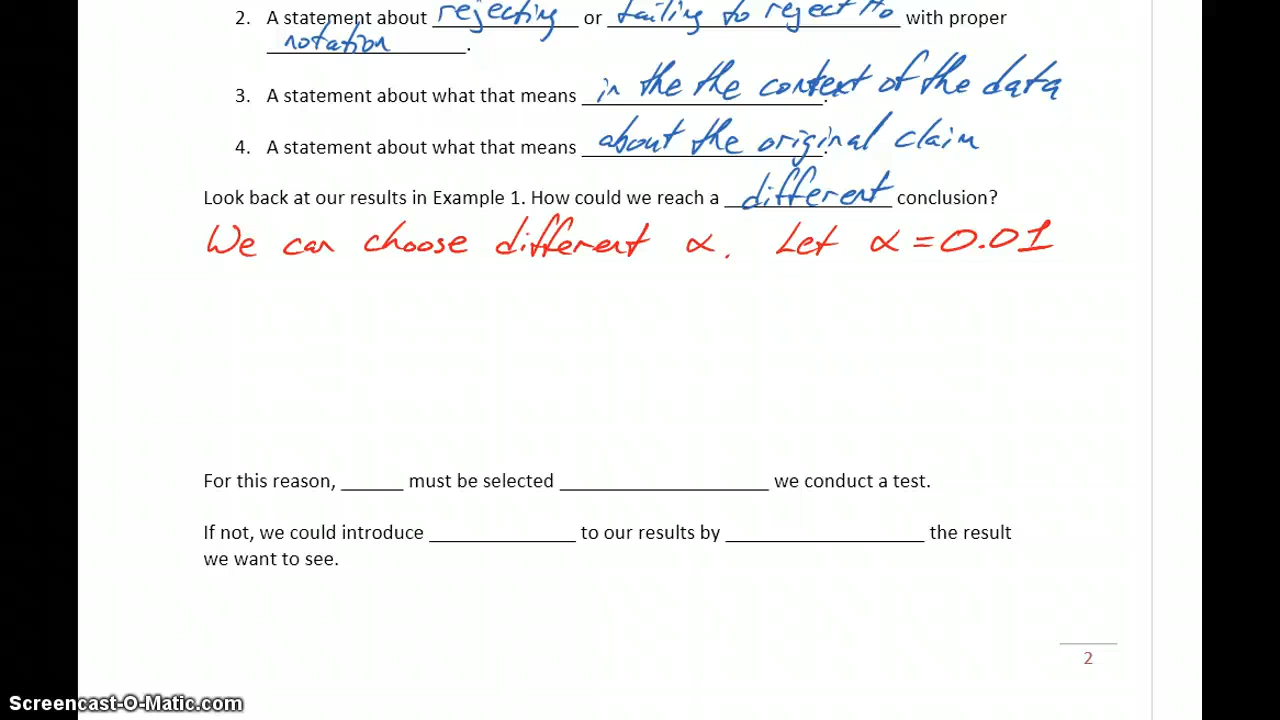 2. A statement about rejecting or failing to reject Ho with proper
notation.
3. A statement about what that means in the the context of the data.
4. A statement about what that means about the original claim.
Look back at our results in Example 1. How could we reach a different conclusion?
We can choose different α. Let α = 0.01
For this reason, ______ must be selected ____________________ we conduct a test.
If not, we could introduce ______________ to our results by ___________________ the result
we want to see.
2
Screencast-O-Matic.com